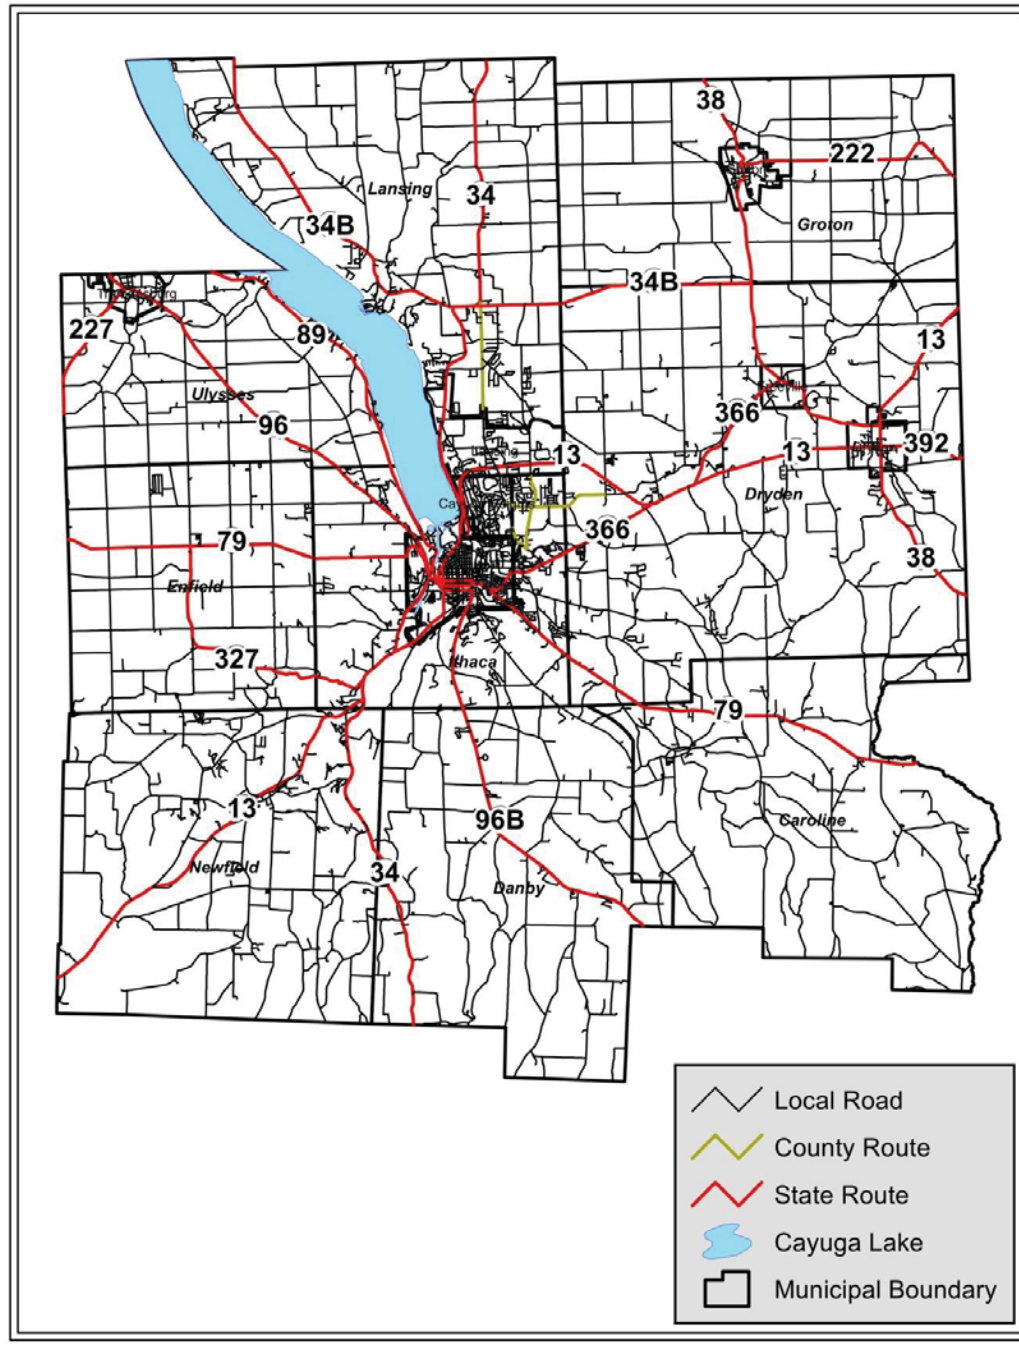 38
222
Lansing
34
Groton
34B
34B
227
89
13
Ulysses
366
96
392
13
13
Dryden
366
79
38
Enfield
327
Ithaca
79
13
96B
Caroline
34
Newfield
Danby
Local Road
County Route
State Route
Cayuga Lake
Municipal Boundary